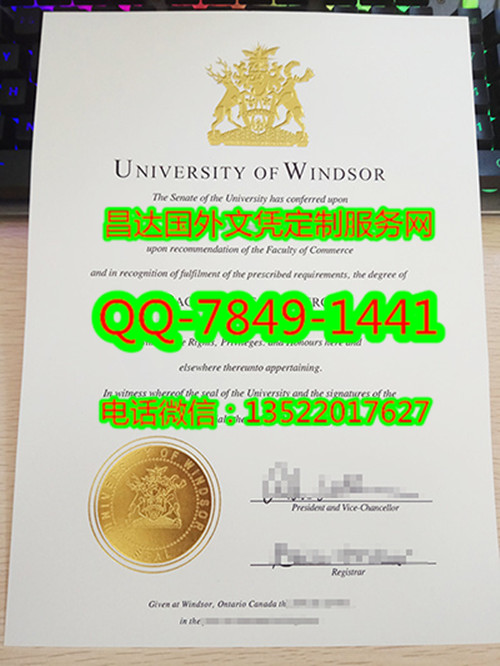 UNIVERSITY OF WINDSOR
The Senate of the University has conferred upon
昌达国外文凭定制服务网
upon recommendation of the Faculty of Commerce
and in recognition of fulfilment of the prescribed requirements, the degree of
QQ-7849-1441
Rights, Privileges, and Honours here and
elsewhere thereunto appertaining.
In witness whereof the seal of the University and the signatures of the
电话微信：13522017627
UNIVERSITY OF WINDSOR
SEAL
President and Vice-Chancellor
Registrar
Given at Windsor, Ontario Canada
in the